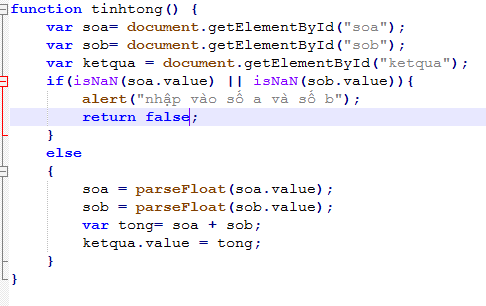 function tinhtong() {
var soa= document.getElementById("soa");
var sob= document.getElementById("sob");
var ketqua = document.getElementById("ketqua");
if(isNaN(soa.value) || isNaN(sob.value)){
alert("nhập vào số a và số b");
return false;
}
else
{
soa = parseFloat(soa.value);
sob = parseFloat(sob.value);
var tong= soa + sob;
ketqua.value = tong;
}
}